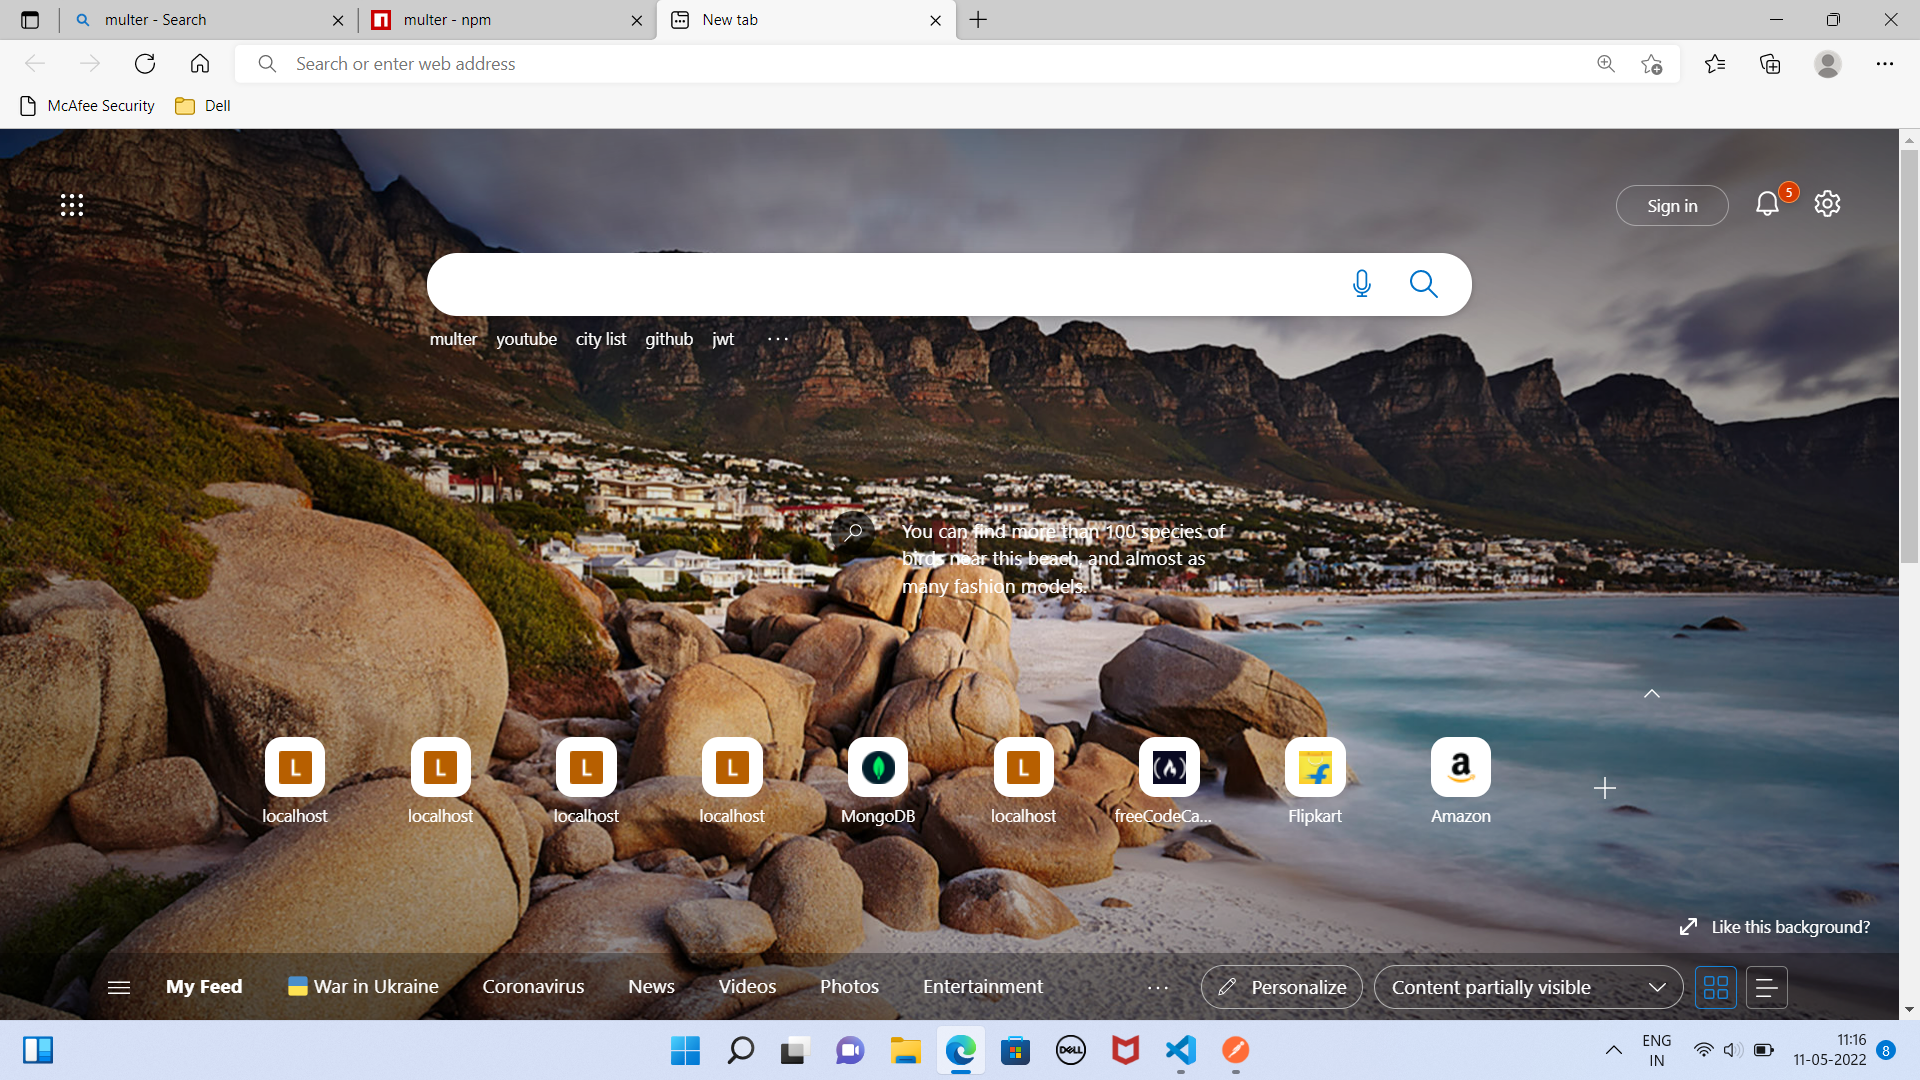 multer - Search
multer - npm
New tab
Search or enter web address
McAfee Security
Dell
Sign in
5
multer youtube city list github jwt ...
You can find more than 100 species of
birds near this beach, and almost as
many fashion models.
L
L
L
L
L
a
localhost
localhost
localhost
localhost
MongoDB
localhost
freeCodeCa...
Flipkart
Amazon
Like this background?
My Feed
War in Ukraine
Coronavirus
News
Videos
Photos
Entertainment
...
Personalize
Content partially visible
DELL
ENG
IN
11:16
11-05-2022
8